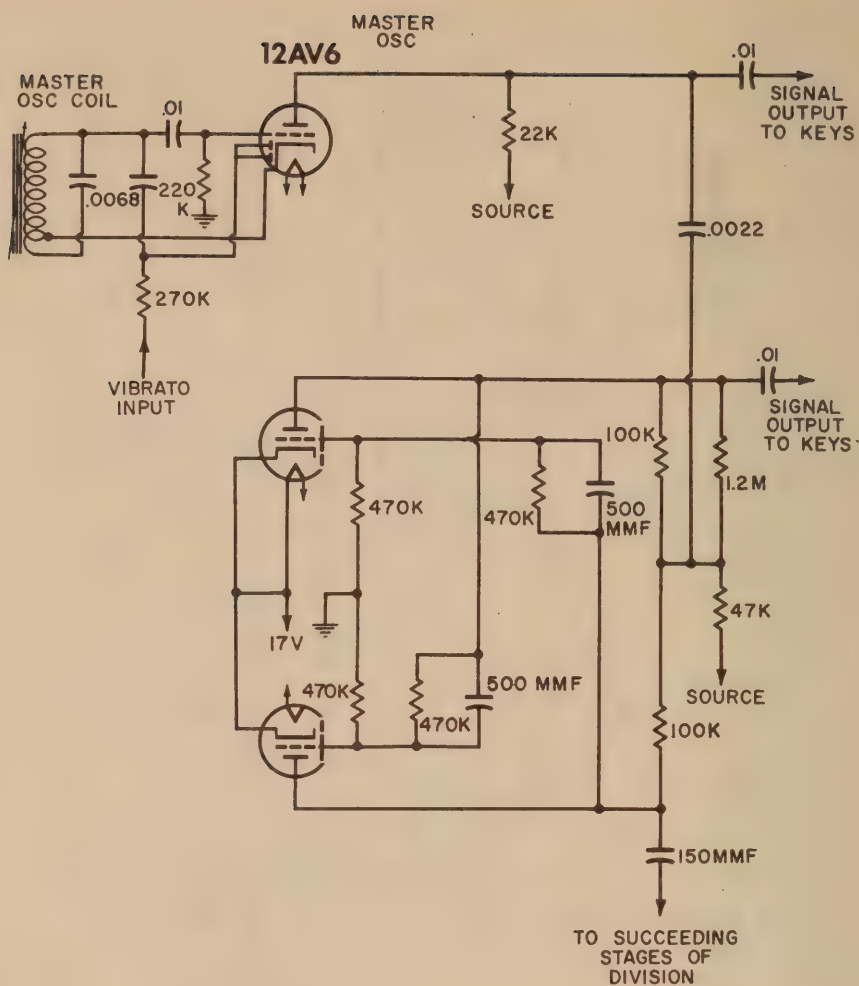 MASTER
OSC
12AV6
MASTER
OSC COIL
.01
.01
SIGNAL
OUTPUT
TO KEYS
22K
.0068
220
K
SOURCE
.0022
270K
VIBRATO
INPUT
.01
SIGNAL
OUTPUT
TO KEYS
100K
1.2M
470K
470K
500
MMF
47K
17V
470K
470K
500 MMF
SOURCE
100K
150MMF
TO SUCCEEDING
STAGES OF
DIVISION